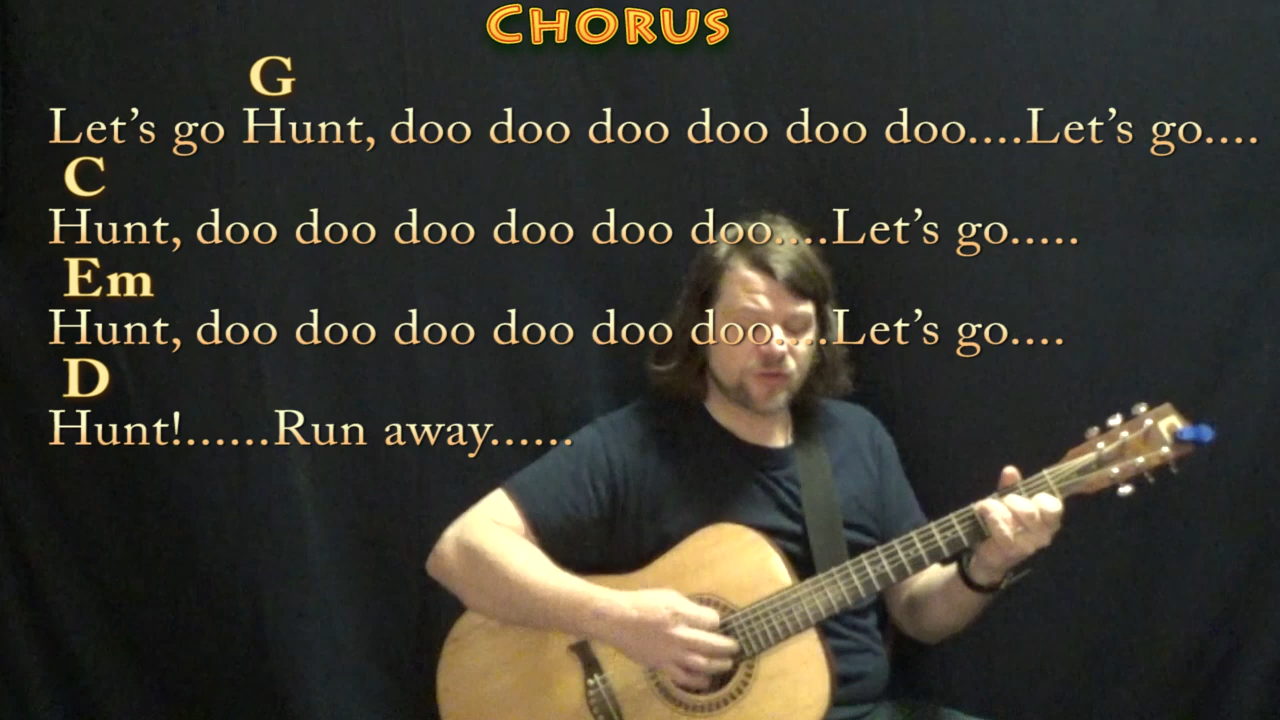 CHORUS
G
Let’s go Hunt, doo doo doo doo doo doo....Let’s go....
C
Hunt, doo doo doo doo doo doo....Let’s go.....
Em
Hunt, doo doo doo doo doo doo....Let’s go....
D
Hunt!......Run away......